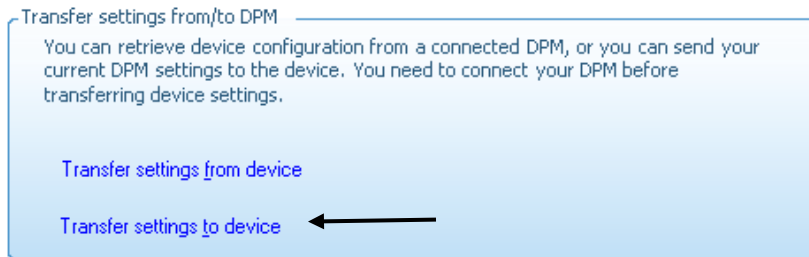 Transfer settings from/to DPM
You can retrieve device configuration from a connected DPM, or you can send your
current DPM settings to the device. You need to connect your DPM before
transferring device settings.
Transfer settings from device
Transfer settings to device